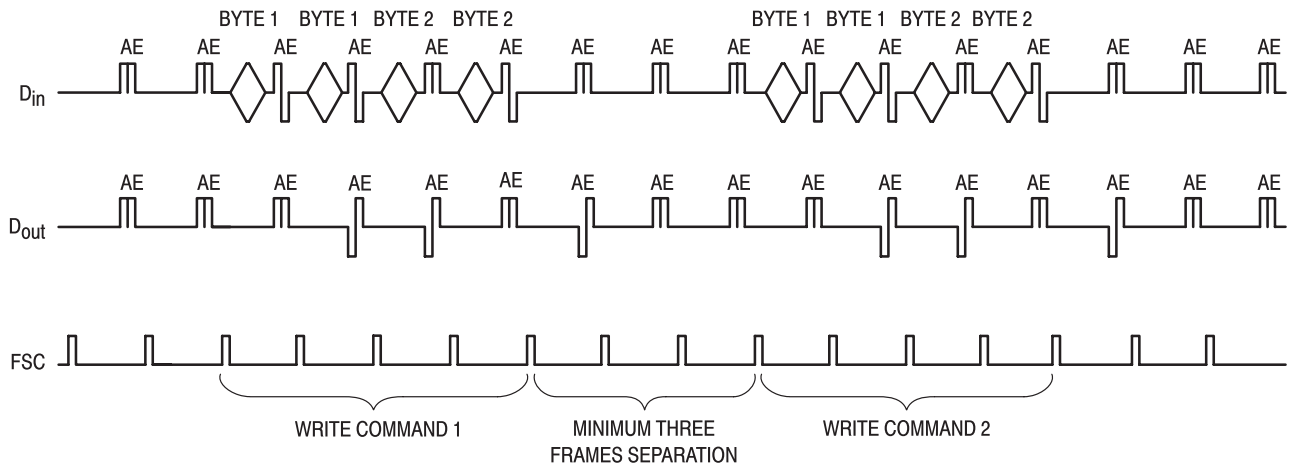 BYTE 1 BYTE 1 BYTE 2 BYTE 2 BYTE 1 BYTE 1 BYTE 2 BYTE 2
AE AE AE AE AE AE AE AE AE AE AE AE AE AE AE AE
Din
AE AE AE AE AE AE AE AE AE AE AE AE AE AE AE AE
Dout
FSC
WRITE COMMAND 1 MINIMUM THREE WRITE COMMAND 2
FRAMES SEPARATION